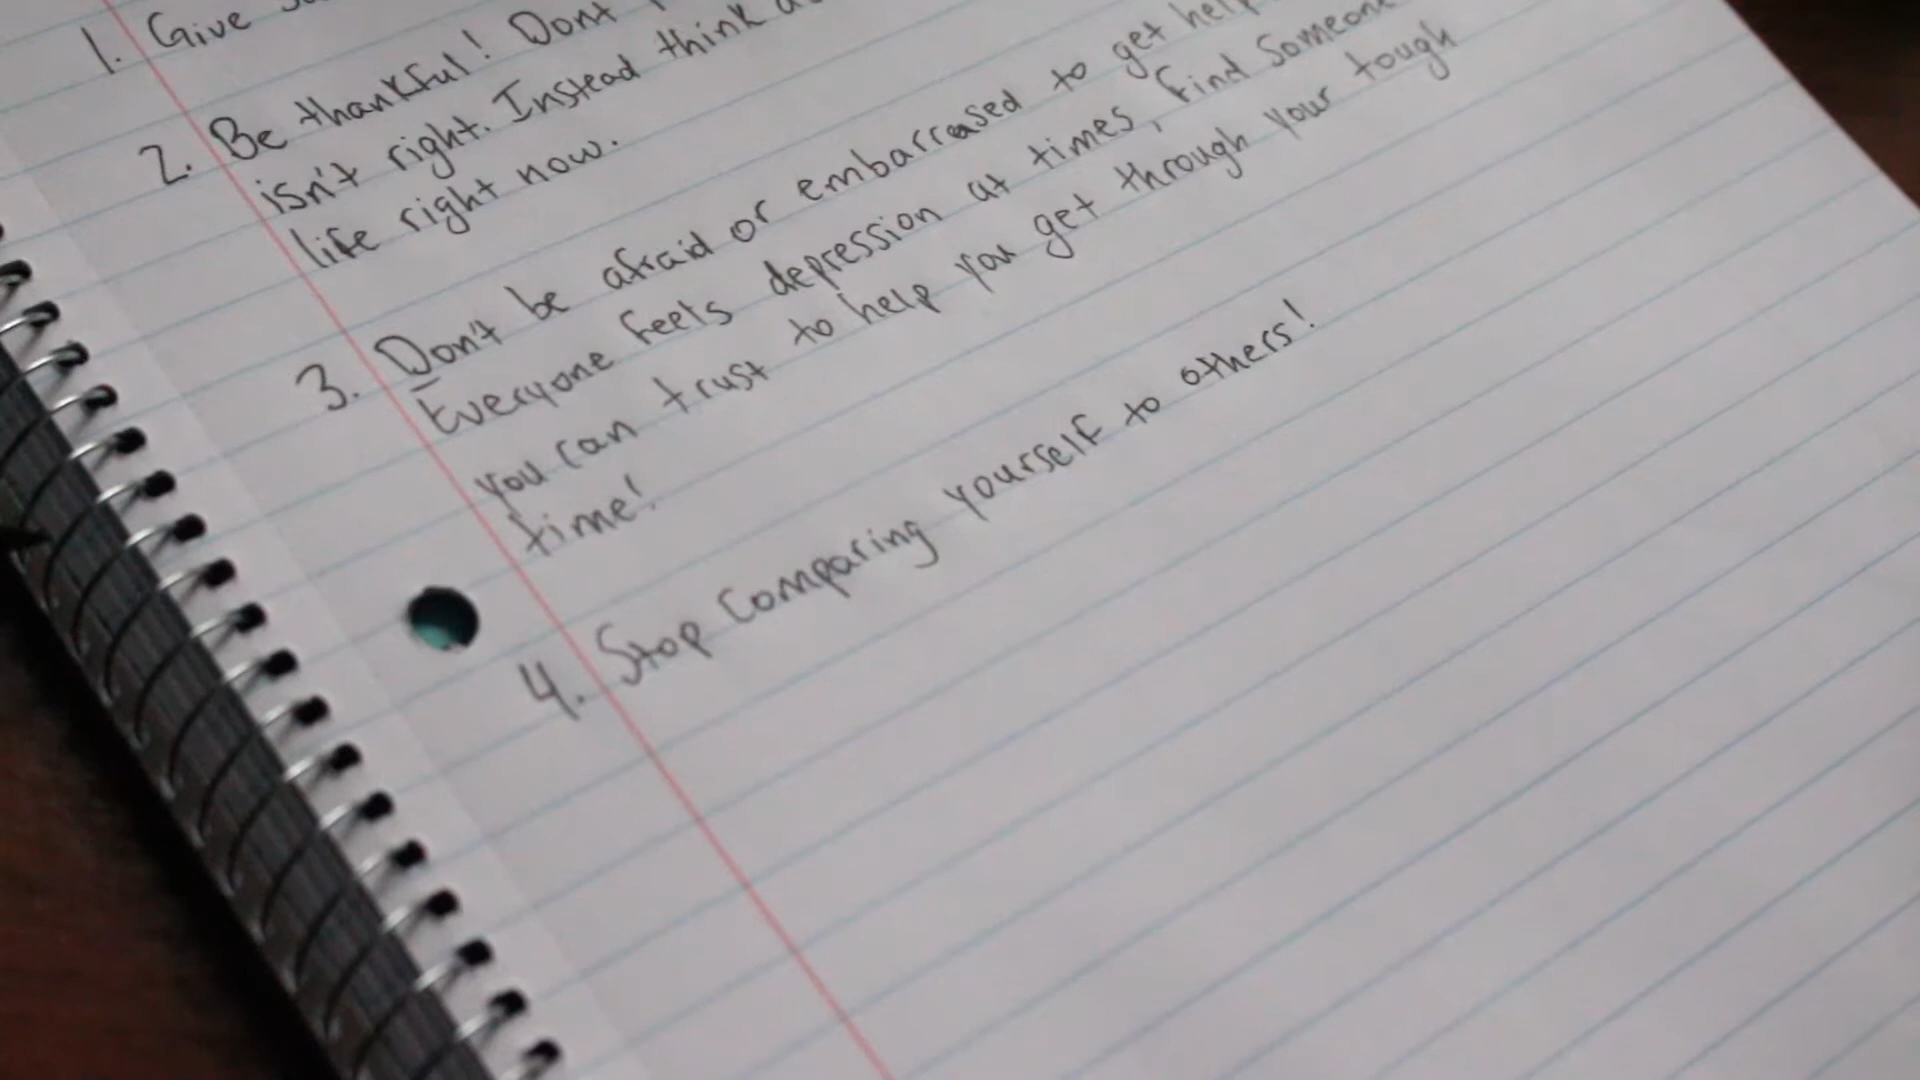 1. Give
2. Be thankful! Dont
isn't right. Instead think
life right now.
3. Don't be afraid or embarrased to get help
Everyone feels depression at times, find someone
you can trust to help you get through your tough
time!
4. Stop Comparing yourself to others!